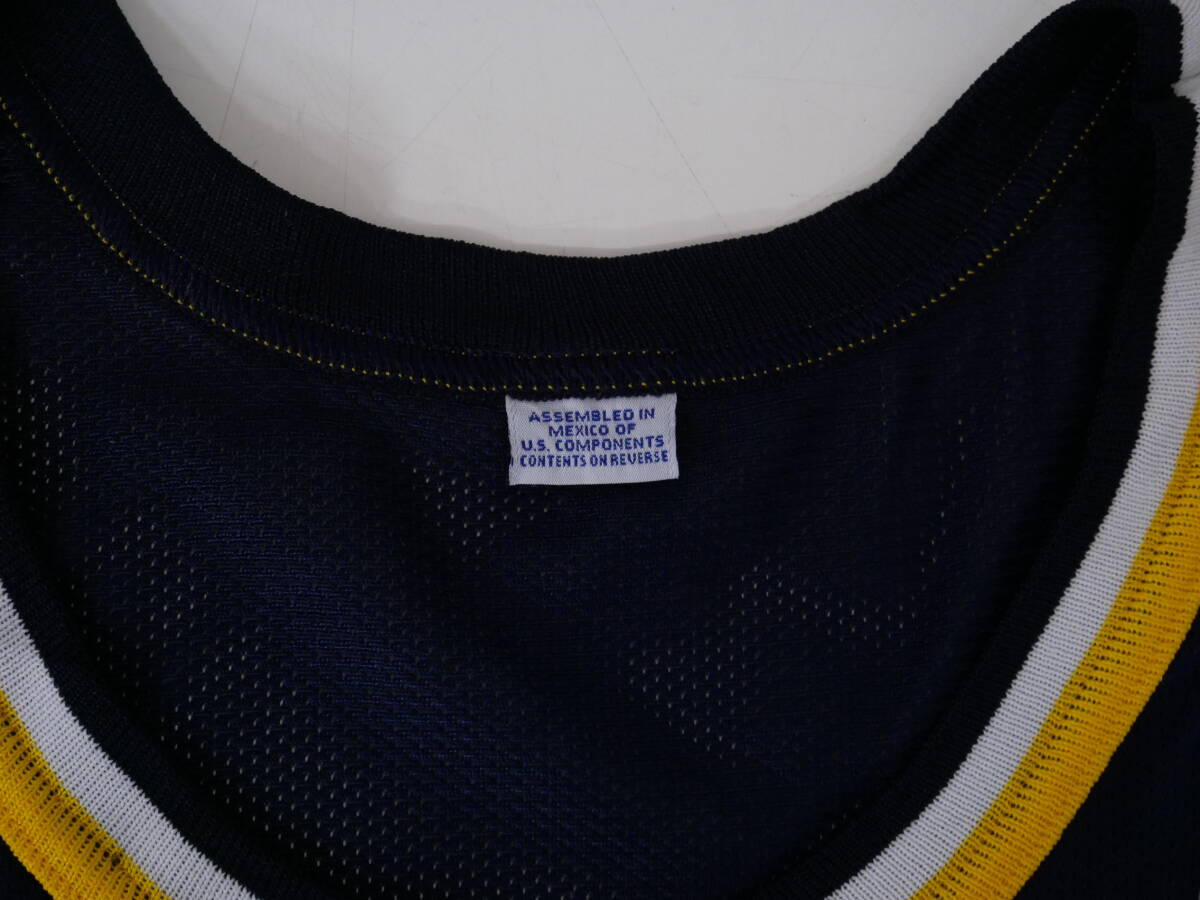 ASSEMBLED IN
MEXICO OF
U.S. COMPONENTS
CONTENTS ON REVERSE